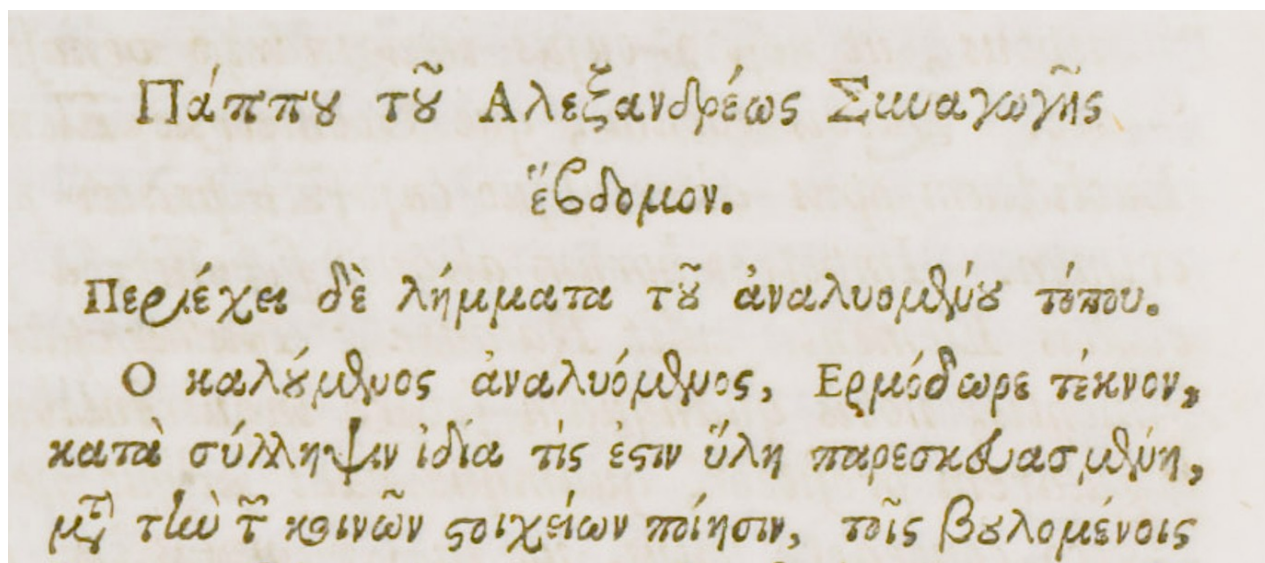 Πάππου τοῦ Αλεξανδρέως Συναγωγῆς
ἕβδομον.
Περιέχει δὲ λήμματα τοῦ ἀναλυομένου τόπου.
Ο καλούμενος ἀναλυόμενος, Ερμόδωρε τέκνον,
κατὰ σύλληψιν ἰδία τίς ἐστιν ὕλη παρεσκευασμένη,
μετὰ τὴν τῶν κοινῶν στοιχείων ποίησιν, τοῖς βουλομένοις